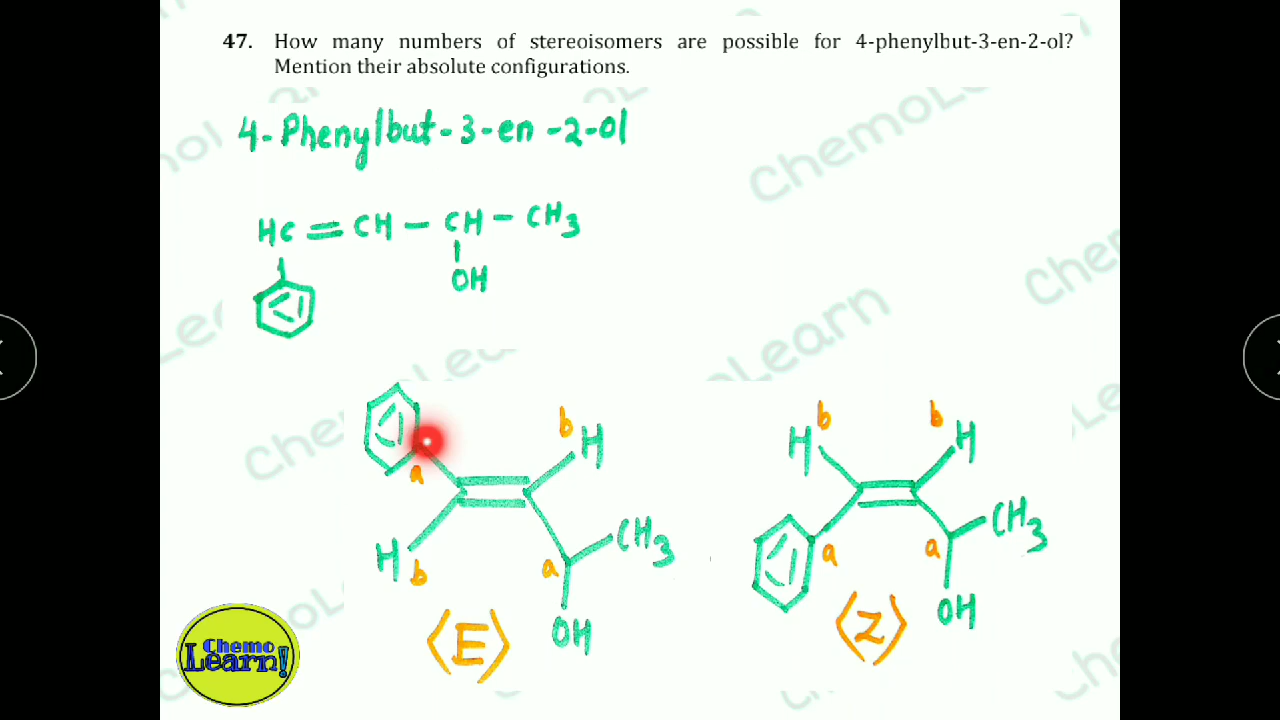 47. How many numbers of stereoisomers are possible for 4-phenylbut-3-en-2-ol?
Mention their absolute configurations.
ChemoLearn
4-Phenylbut-3-en-2-ol
HC=CH-CH-CH3
OH
b H
a
H b
a
CH3
OH
(E)
H b
b H
a
a
CH3
OH
(Z)
Chemo
Learn!